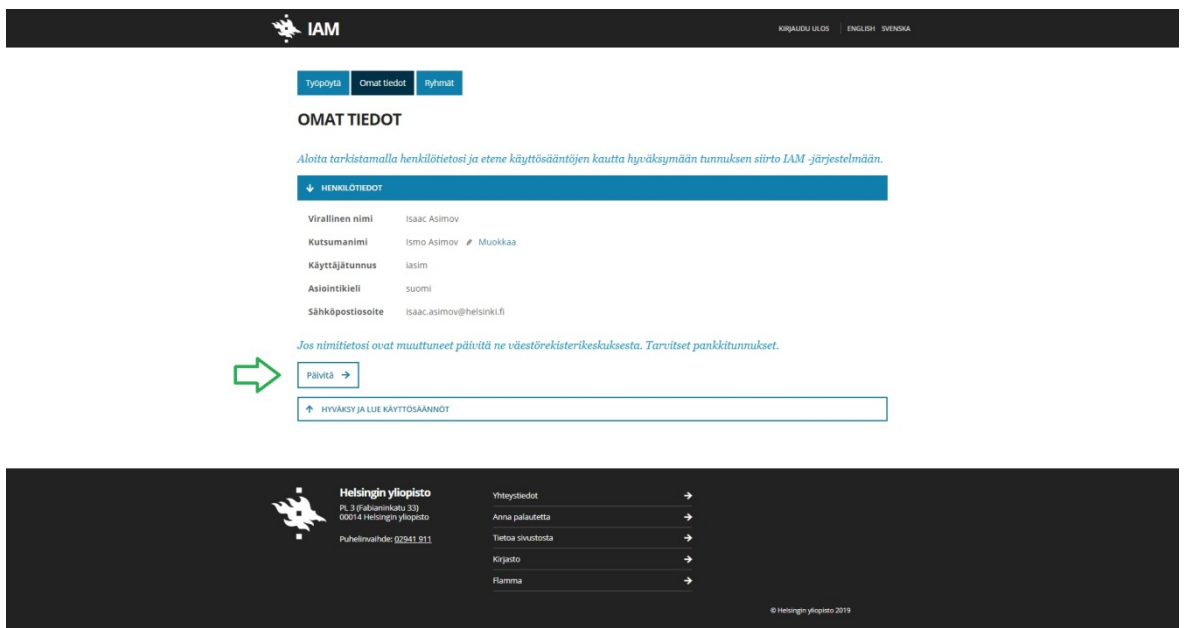 IAM
KIRJAUDU ULOS ENGLISH SVENSKA
Työpöytä Omat tiedot Ryhmät
OMAT TIEDOT
Aloita tarkistamalla henkilötietosi ja etene käyttösääntöjen kautta hyväksymään tunnuksen siirto IAM -järjestelmään.
HENKILÖTIEDOT
Virallinen nimi Isaac Asimov
Kutsumanimi Ismo Asimov Muokkaa
Käyttäjätunnus iasim
Asiointikieli suomi
Sähköpostiosoite isaac.asimov@helsinki.fi
Jos nimitietosi ovat muuttuneet päivitä ne väestörekisterikeskuksesta. Tarvitset pankkitunnukset.
Päivitä
HYVÄKSY JA LUE KÄYTTÖSÄÄNNÖT
Helsingin yliopisto
PL 3 (Fabianinkatu 33)
00014 Helsingin yliopisto
Puhelinvaihde: 02941 911
Yhteystiedot
Anna palautetta
Tietoa sivustosta
Kirjasto
Flamma
© Helsingin yliopisto 2019